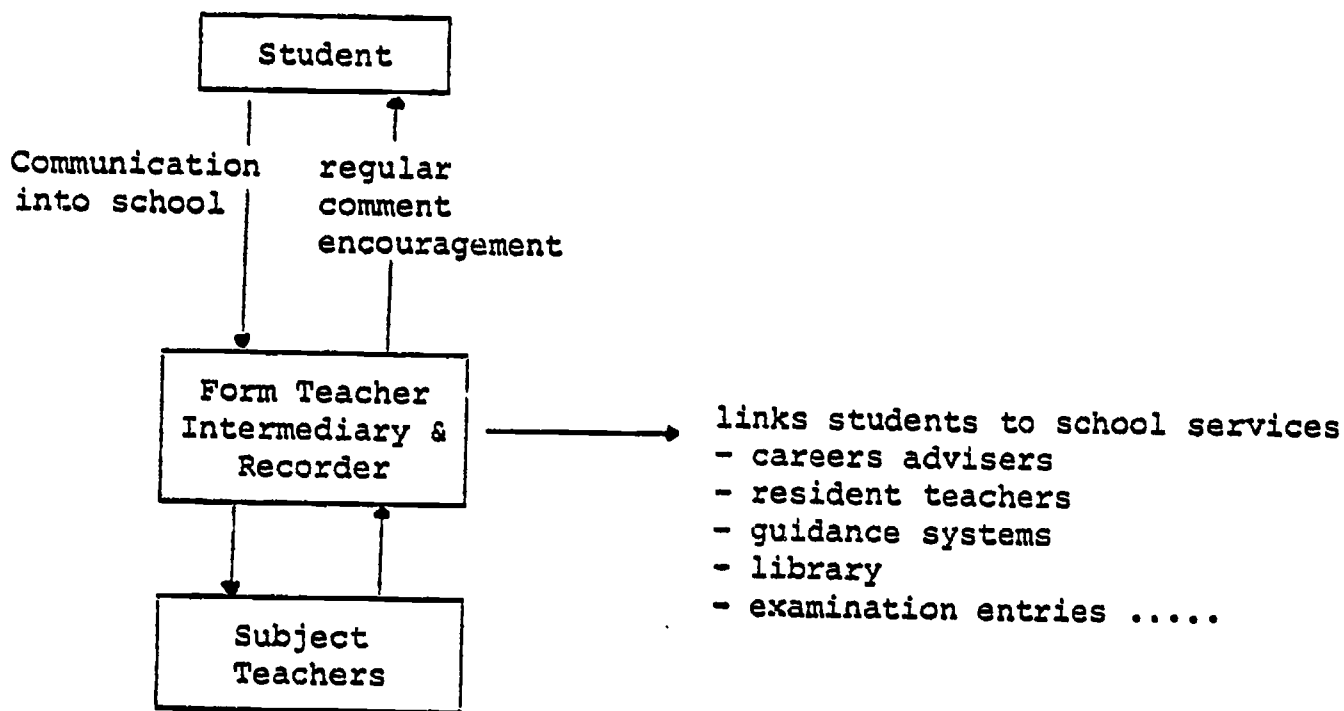 Student
Communication
into school
regular
comment
encouragement
Form Teacher
Intermediary &
Recorder
links students to school services
- careers advisers
- resident teachers
- guidance systems
- library
- examination entries .....
Subject
Teachers